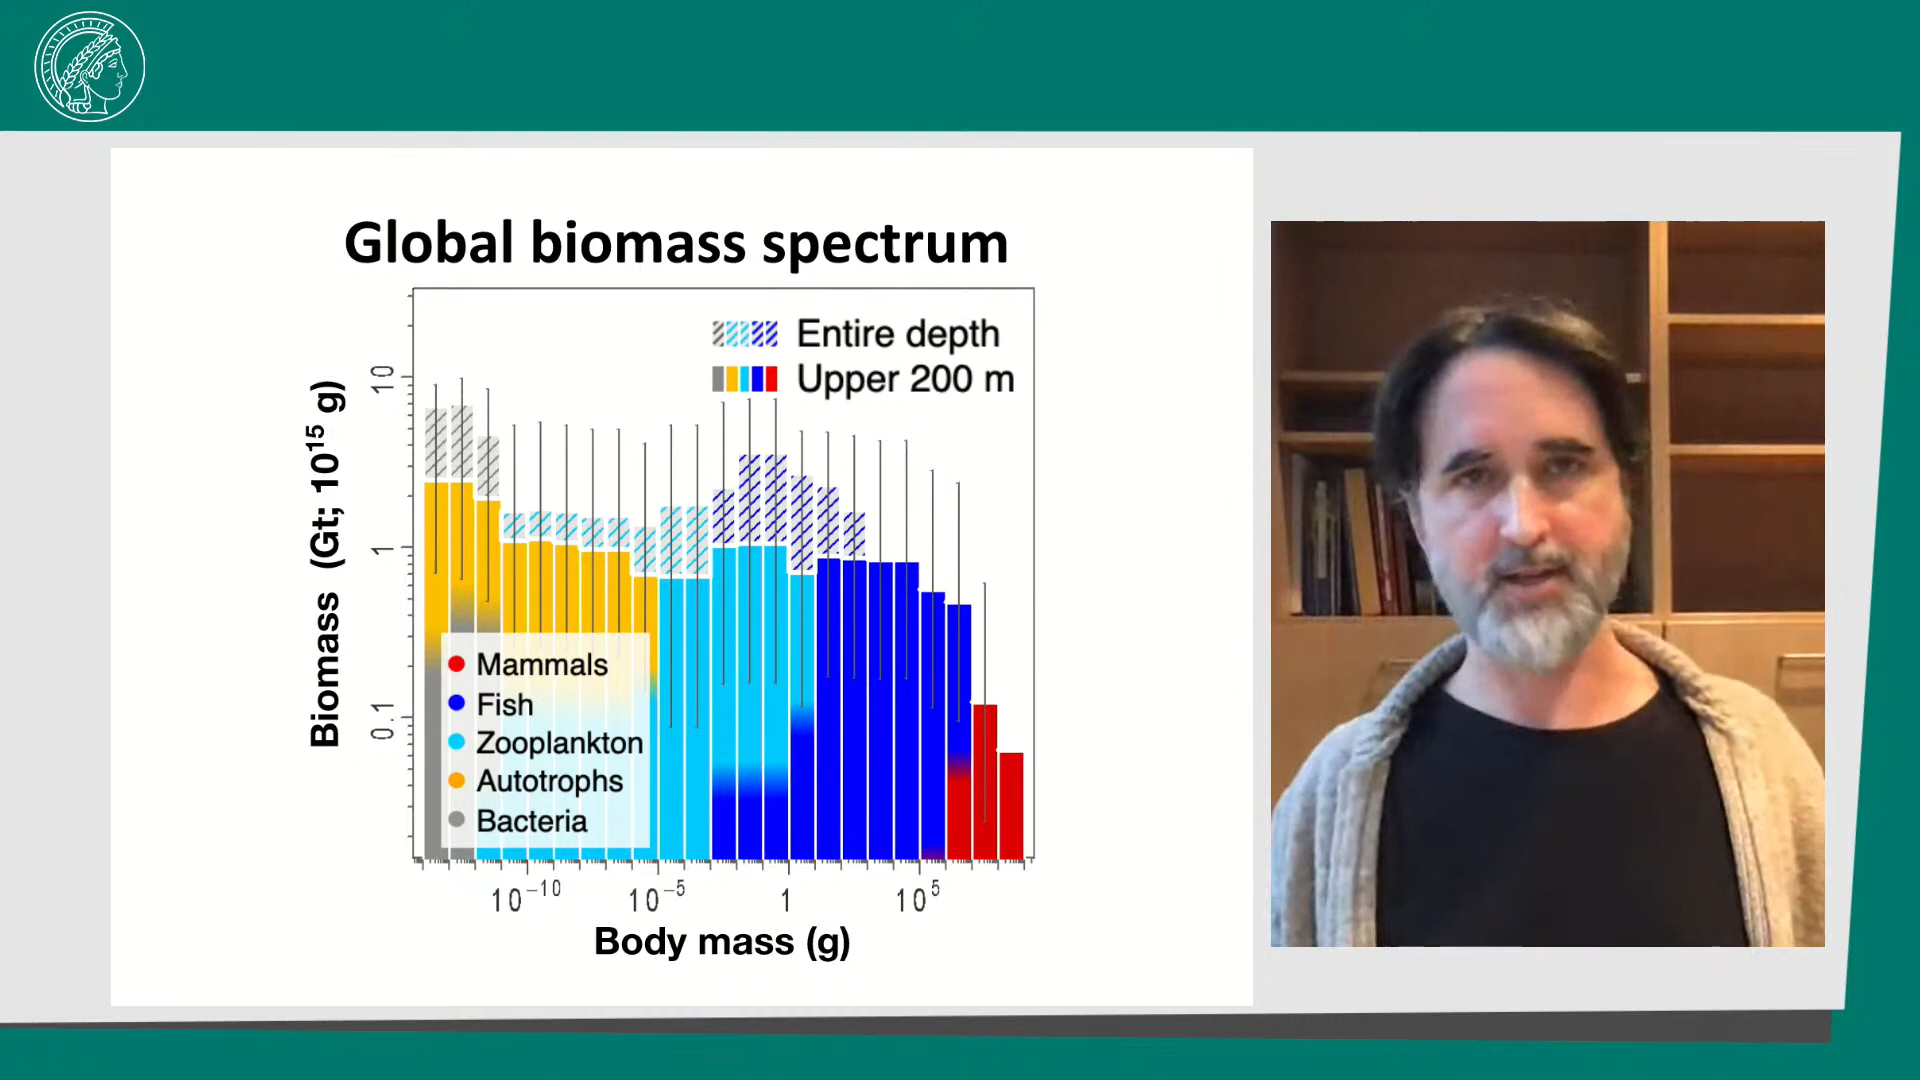 Global biomass spectrum
Entire depth
Upper 200 m
Biomass (Gt; 10¹⁵ g)
10
1
0.1
Mammals
Fish
Zooplankton
Autotrophs
Bacteria
10⁻¹⁰ 10⁻⁵ 1 10⁵
Body mass (g)